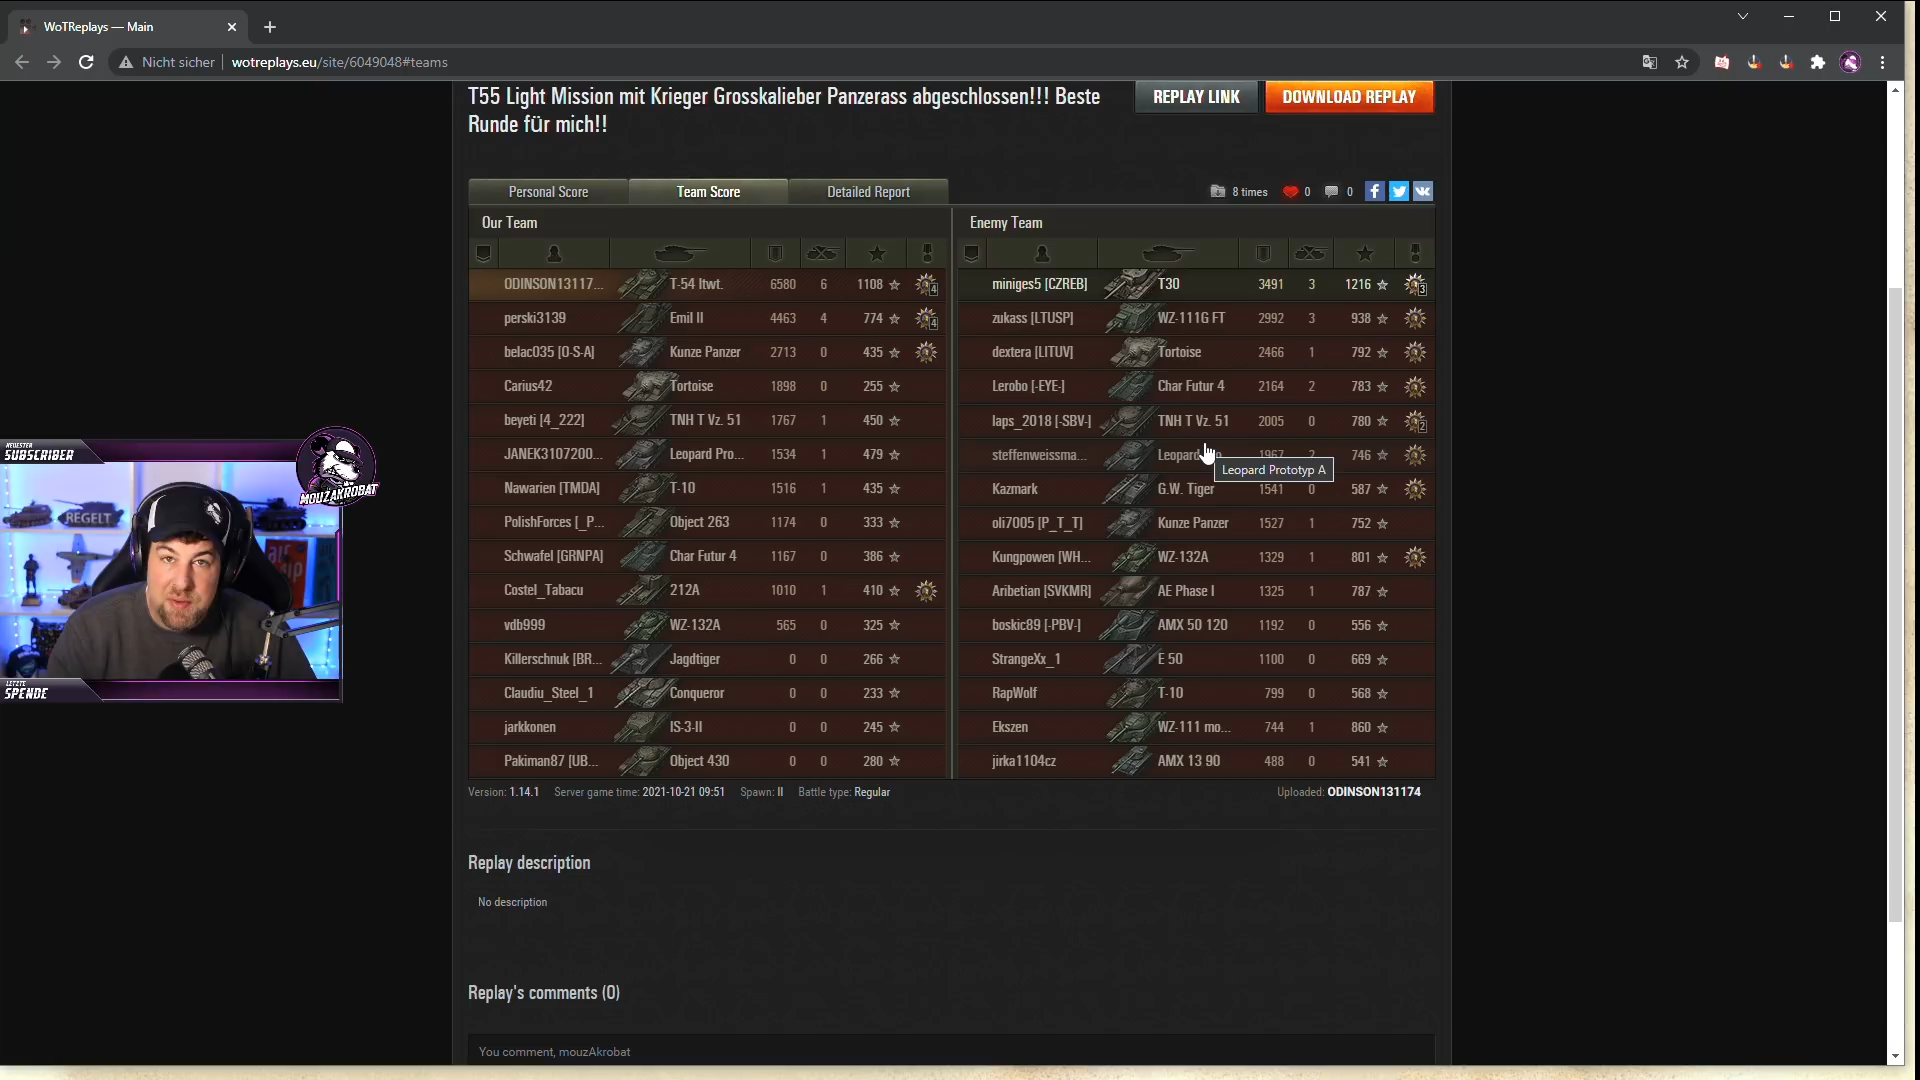 WoTReplays — Main
Nicht sicher
wotreplays.eu/site/6049048#teams
T55 Light Mission mit Krieger Grosskalieber Panzerass abgeschlossen!!! Beste
Runde für mich!!
REPLAY LINK
DOWNLOAD REPLAY
Personal Score
Team Score
Detailed Report
8 times
0
0
Our Team
Enemy Team
ODINSON13117... T-54 ltwt. 6580 6 1108 4
miniges5 [CZREB] T30 3491 3 1216 3
perski3139 Emil II 4463 4 774 4
zukass [LTUSP] WZ-111G FT 2992 3 938
belac035 [O-S-A] Kunze Panzer 2713 0 435
dextera [LITUV] Tortoise 2466 1 792
Carius42 Tortoise 1898 0 255
Lerobo [-EYE-] Char Futur 4 2164 2 783
beyeti [4_222] TNH T Vz. 51 1767 1 450
laps_2018 [-SBV-] TNH T Vz. 51 2005 0 780 2
JANEK3107200... Leopard Pro... 1534 1 479
steffenweissma... Leopard 1967 2 746
Leopard Prototyp A
Nawarien [TMDA] T-10 1516 1 435
Kazmark G.W. Tiger 1541 0 587
PolishForces [_P... Object 263 1174 0 333
oli7005 [P_T_T] Kunze Panzer 1527 1 752
Schwafel [GRNPA] Char Futur 4 1167 0 386
Kungpowen [WH... WZ-132A 1329 1 801
Costel_Tabacu 212A 1010 1 410
Aribetian [SVKMR] AE Phase I 1325 1 787
vdb999 WZ-132A 565 0 325
boskic89 [-PBV-] AMX 50 120 1192 0 556
Killerschnuk [BR... Jagdtiger 0 0 266
StrangeXx_1 E 50 1100 0 669
Claudiu_Steel_1 Conqueror 0 0 233
RapWolf T-10 799 0 568
jarkkonen IS-3-II 0 0 245
Ekszen WZ-111 mo... 744 1 860
Pakiman87 [UB... Object 430 0 0 280
jirka1104cz AMX 13 90 488 0 541
Version: 1.14.1 Server game time: 2021-10-21 09:51 Spawn: II Battle type: Regular
Uploaded: ODINSON131174
Replay description
No description
Replay's comments (0)
You comment, mouzAkrobat
NEUESTER
SUBSCRIBER
MOUZAKROBAT
REGELT
LETZTE
SPENDE